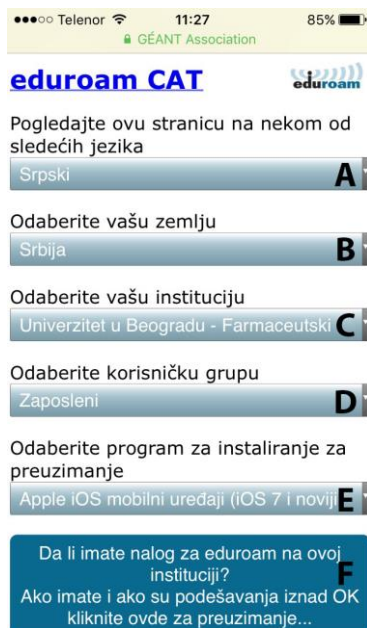 Telenor 11:27 85%
GÉANT Association
eduroam CAT eduroam
Pogledajte ovu stranicu na nekom od
sledećih jezika
Srpski A
Odaberite vašu zemlju
Srbija B
Odaberite vašu instituciju
Univerzitet u Beogradu - Farmaceutski C
Odaberite korisničku grupu
Zaposleni D
Odaberite program za instaliranje za
preuzimanje
Apple iOS mobilni uređaji (iOS 7 i noviji E
Da li imate nalog za eduroam na ovoj
instituciji? F
Ako imate i ako su podešavanja iznad OK
kliknite ovde za preuzimanje...